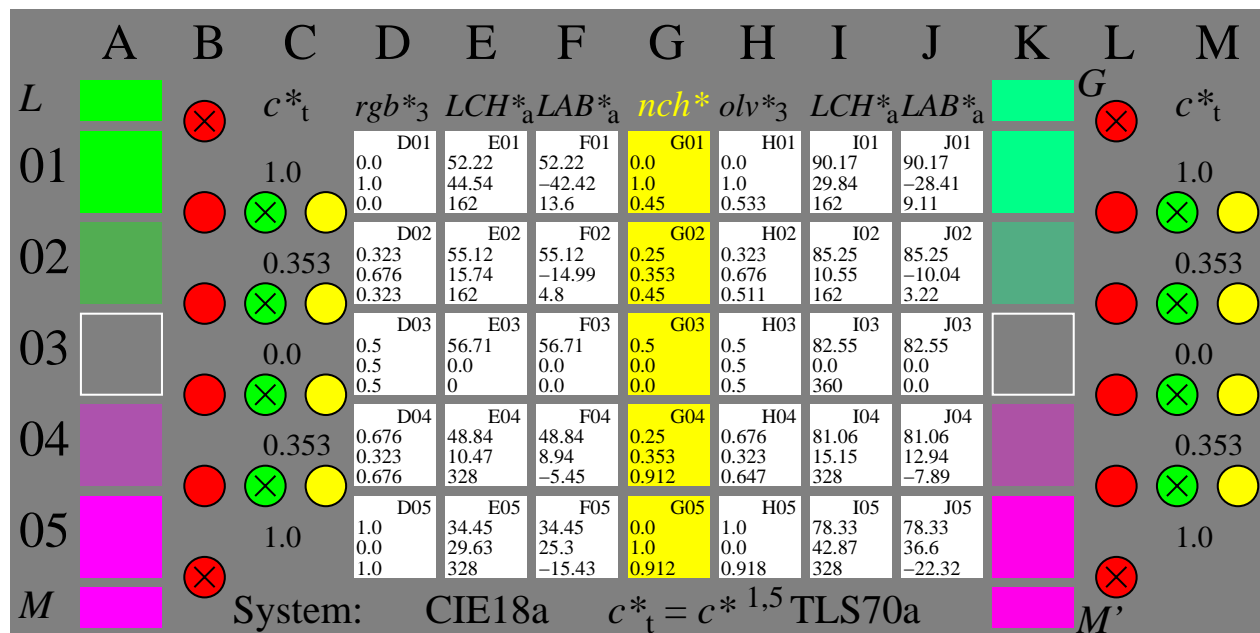 A B C D E F G H I J K L M
L c*t rgb*3 LCH*a LAB*a nch* olv*3 LCH*a LAB*a G c*t
01 1.0 1.0
D01 E01 F01 G01 H01 I01 J01
0.0 52.22 52.22 0.0 0.0 90.17 90.17
1.0 44.54 −42.42 1.0 1.0 29.84 −28.41
0.0 162 13.6 0.45 0.533 162 9.11
02 0.353 0.353
D02 E02 F02 G02 H02 I02 J02
0.323 55.12 55.12 0.25 0.323 85.25 85.25
0.676 15.74 −14.99 0.353 0.676 10.55 −10.04
0.323 162 4.8 0.45 0.511 162 3.22
03 0.0 0.0
D03 E03 F03 G03 H03 I03 J03
0.5 56.71 56.71 0.5 0.5 82.55 82.55
0.5 0.0 0.0 0.0 0.5 0.0 0.0
0.5 0 0.0 0.0 0.5 360 0.0
04 0.353 0.353
D04 E04 F04 G04 H04 I04 J04
0.676 48.84 48.84 0.25 0.676 81.06 81.06
0.323 10.47 8.94 0.353 0.323 15.15 12.94
0.676 328 −5.45 0.912 0.647 328 −7.89
05 1.0 1.0
D05 E05 F05 G05 H05 I05 J05
1.0 34.45 34.45 0.0 1.0 78.33 78.33
0.0 29.63 25.3 1.0 0.0 42.87 36.6
1.0 328 −15.43 0.912 0.918 328 −22.32
M System: CIE18a c*t = c* 1,5 TLS70a M’